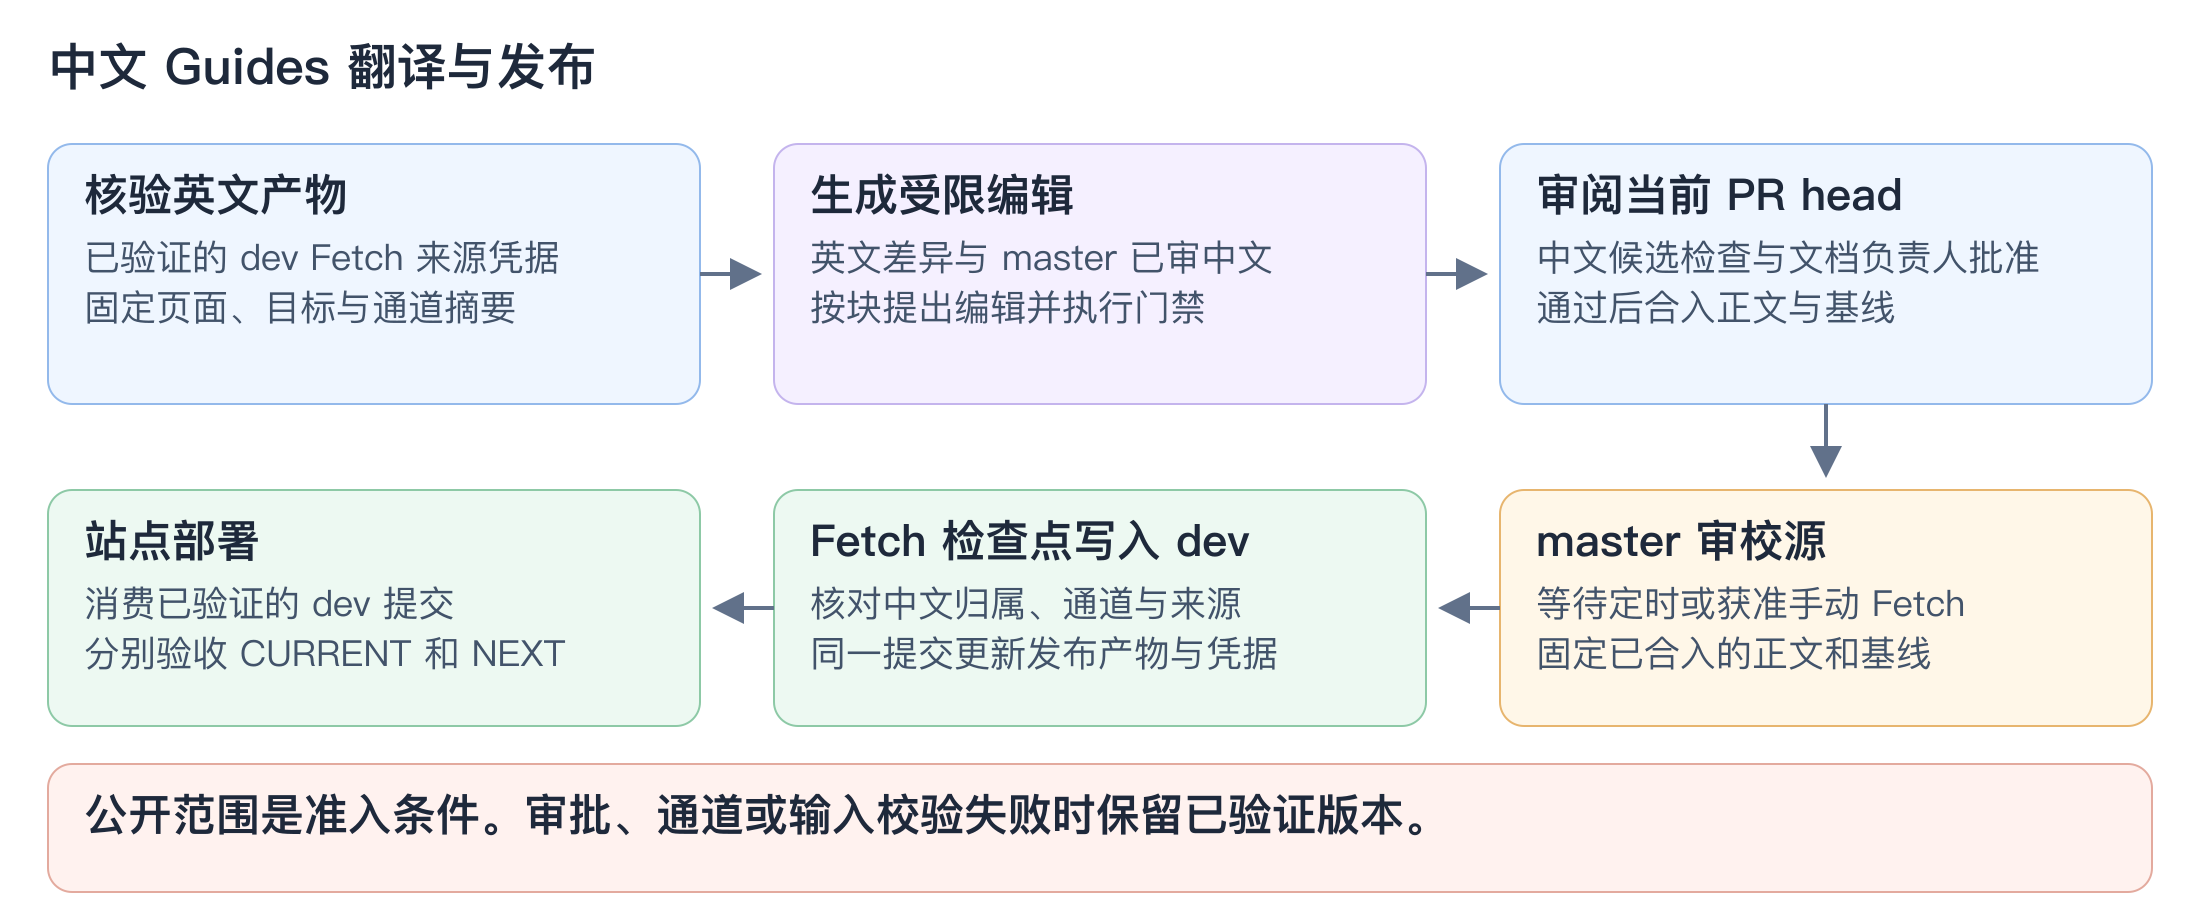 中文 Guides 翻译与发布
核验英文产物
已验证的 dev Fetch 来源凭据
固定页面、目标与通道摘要
生成受限编辑
英文差异与 master 已审中文
按块提出编辑并执行门禁
审阅当前 PR head
中文候选检查与文档负责人批准
通过后合入正文与基线
站点部署
消费已验证的 dev 提交
分别验收 CURRENT 和 NEXT
Fetch 检查点写入 dev
核对中文归属、通道与来源
同一提交更新发布产物与凭据
master 审校源
等待定时或获准手动 Fetch
固定已合入的正文和基线
公开范围是准入条件。审批、通道或输入校验失败时保留已验证版本。